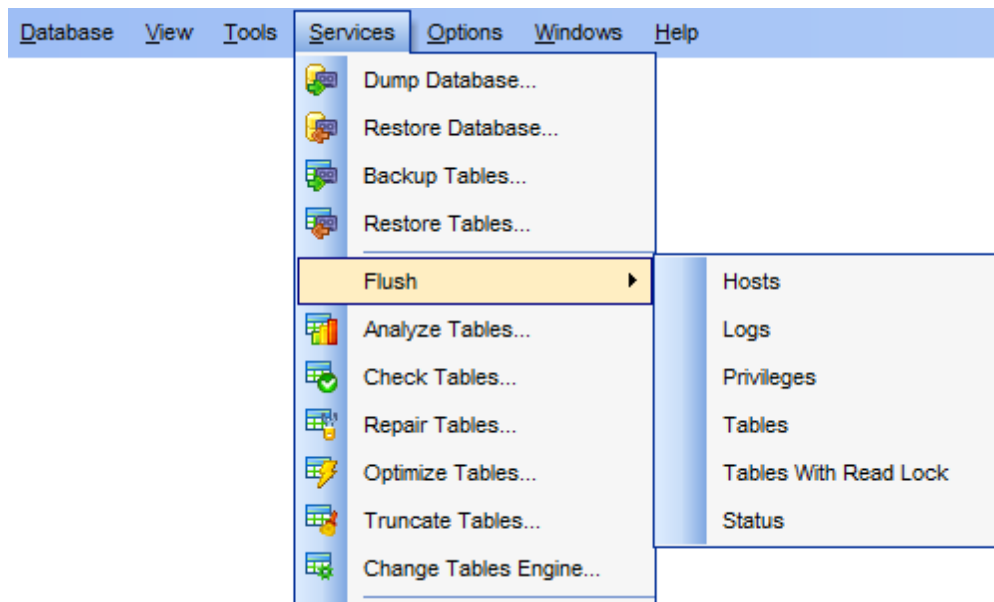 Database View Tools Services Options Windows Help
Dump Database...
Restore Database...
Backup Tables...
Restore Tables...
Flush
Analyze Tables...
Check Tables...
Repair Tables...
Optimize Tables...
Truncate Tables...
Change Tables Engine...
Hosts
Logs
Privileges
Tables
Tables With Read Lock
Status